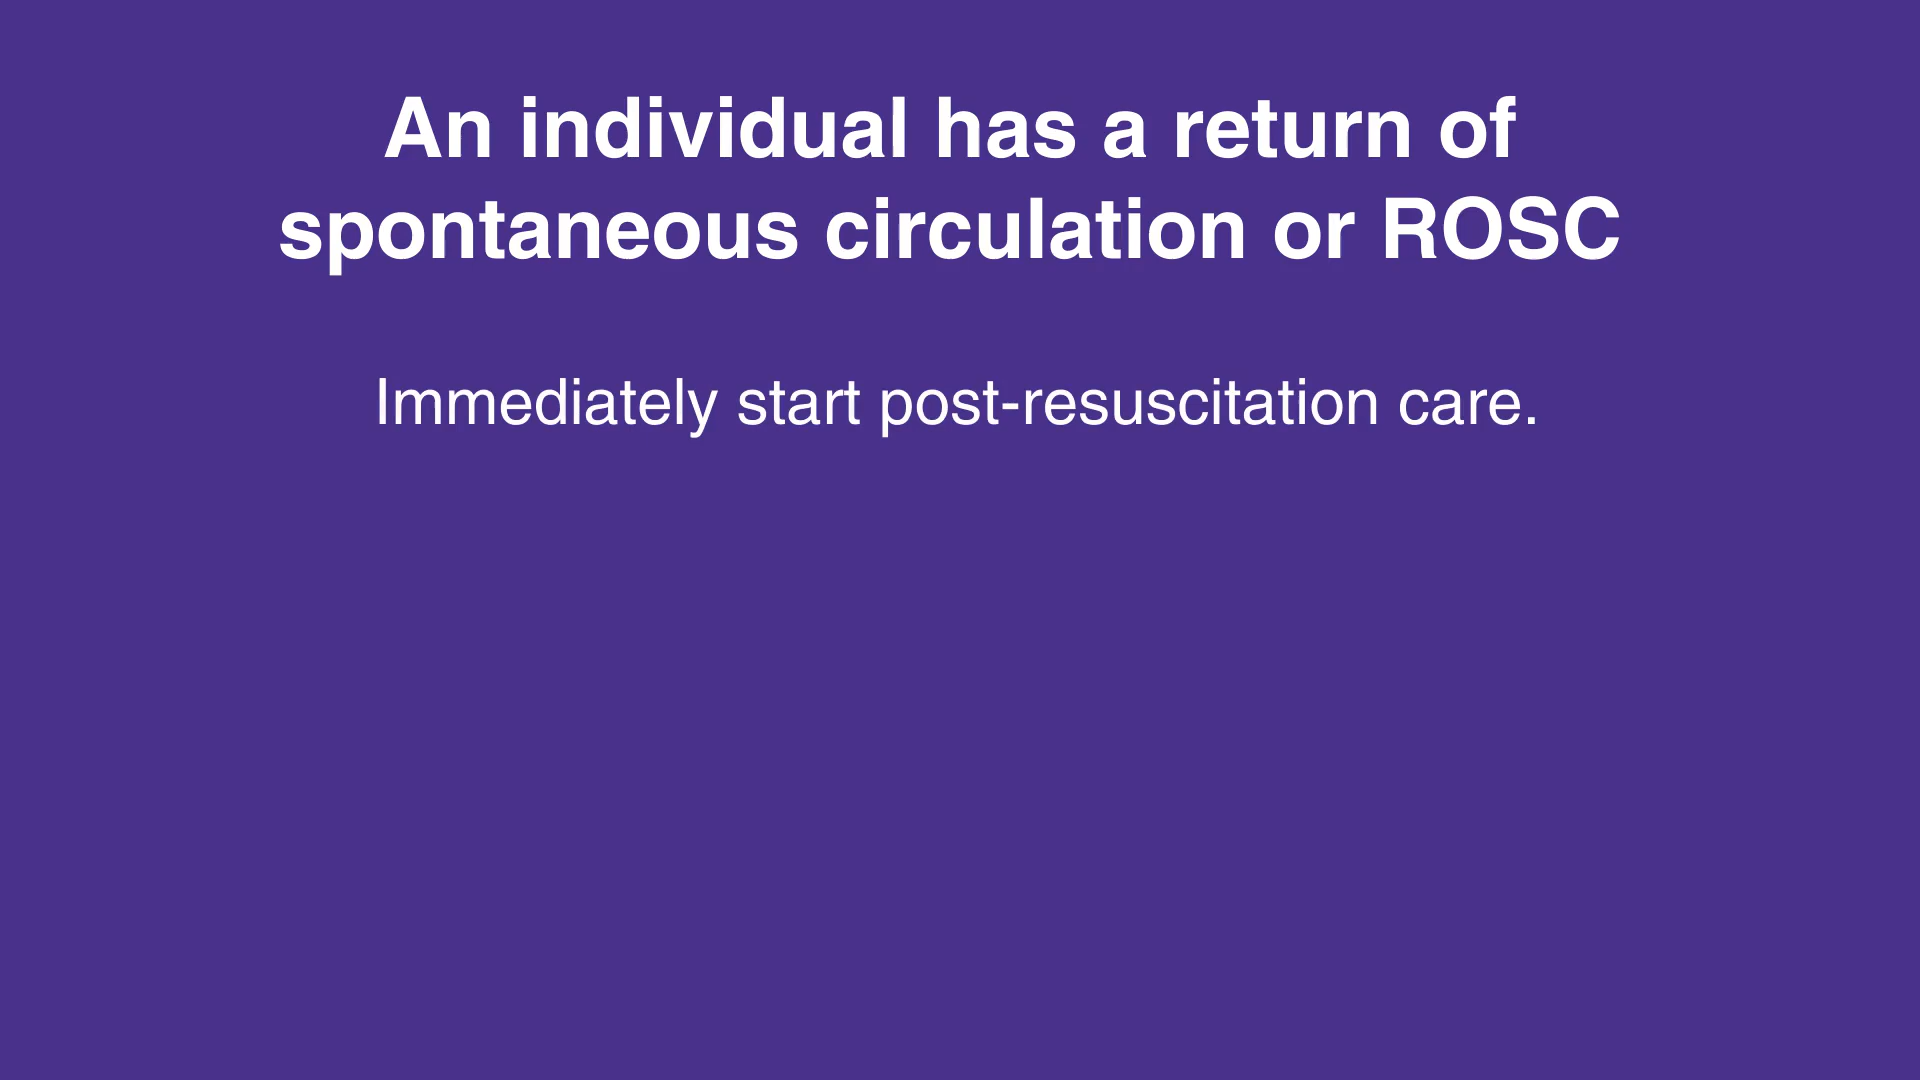 An individual has a return of
spontaneous circulation or ROSC
Immediately start post-resuscitation care.